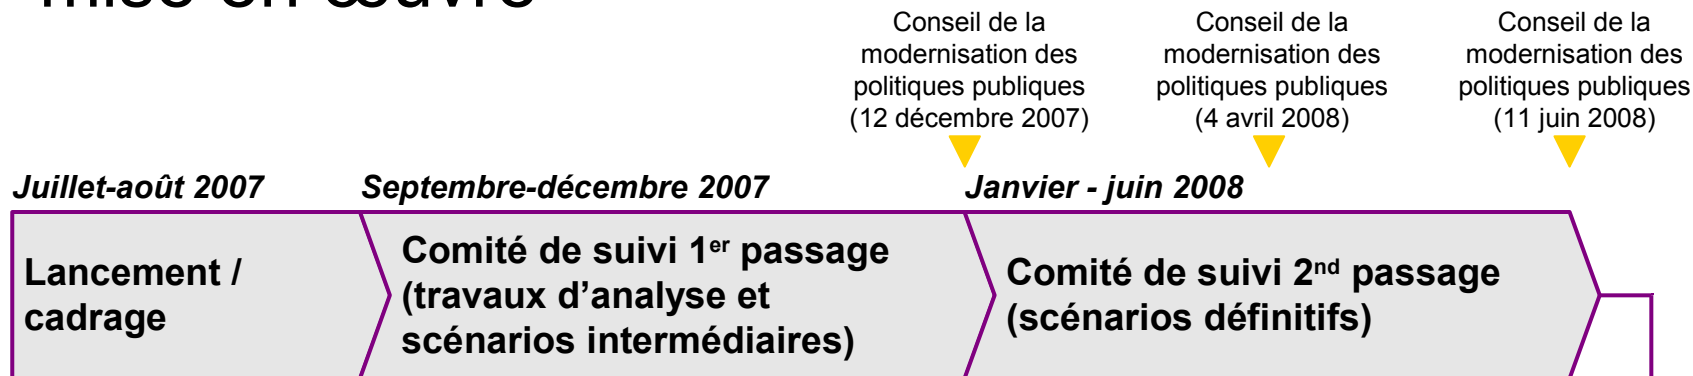 mise en œuvre
Conseil de la
modernisation des
politiques publiques
(12 décembre 2007)
Conseil de la
modernisation des
politiques publiques
(4 avril 2008)
Conseil de la
modernisation des
politiques publiques
(11 juin 2008)
Juillet-août 2007
Septembre-décembre 2007
Janvier - juin 2008
Lancement /
cadrage
Comité de suivi 1er passage
(travaux d’analyse et
scénarios intermédiaires)
Comité de suivi 2nd passage
(scénarios définitifs)